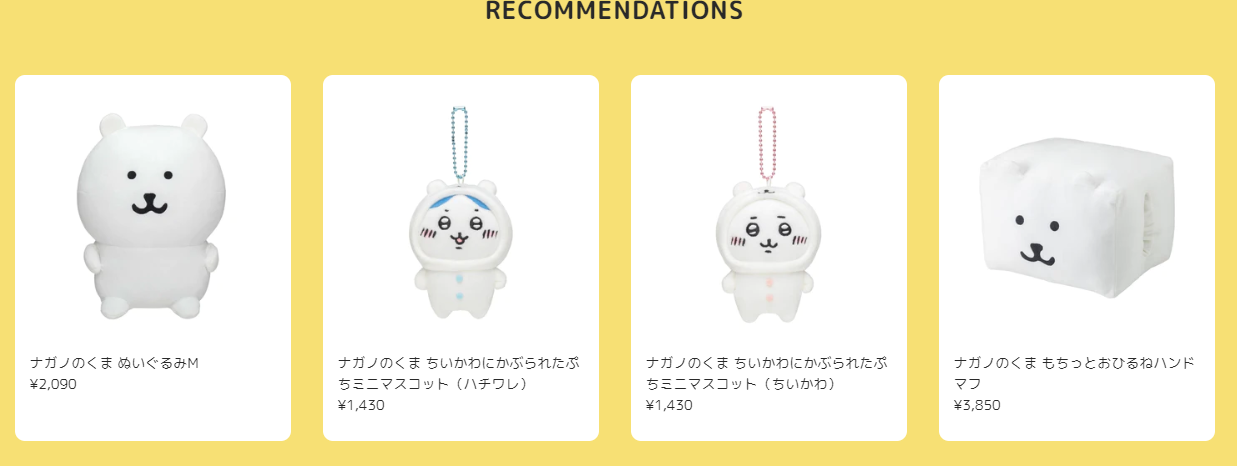 RECOMMENDATIONS
ナガノのくま ぬいぐるみM
¥2,090
ナガノのくま ちいかわにかぶられたぷ
ちミニマスコット（ハチワレ）
¥1,430
ナガノのくま ちいかわにかぶられたぷ
ちミニマスコット（ちいかわ）
¥1,430
ナガノのくま もちっとおひるねハンド
マフ
¥3,850